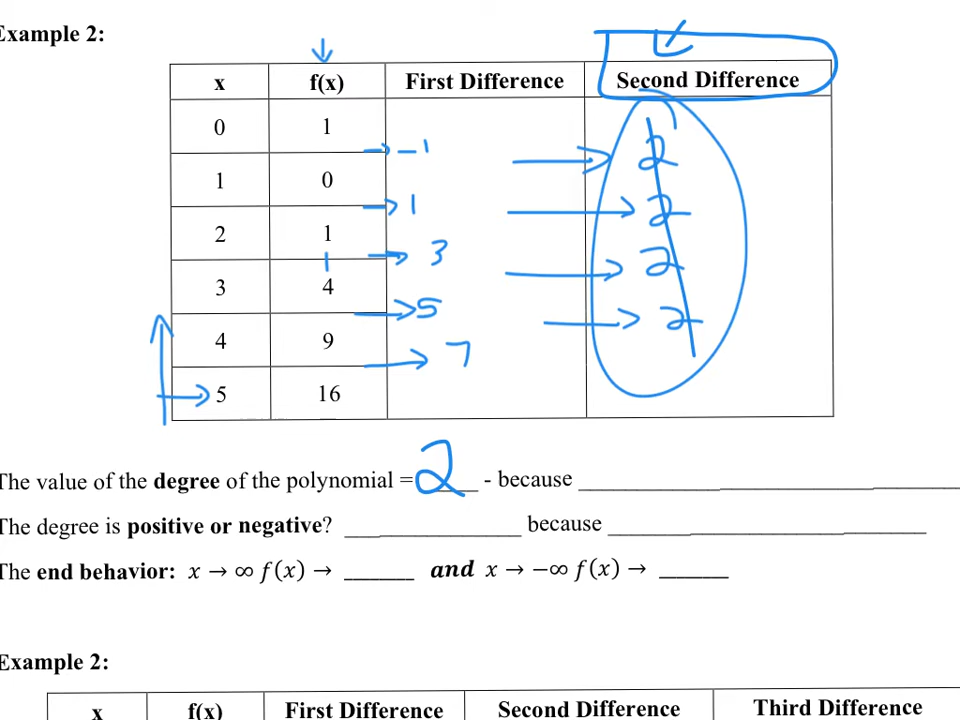 Example 2:
x f(x) First Difference Second Difference
0 1
-1 2
1 0
1 2
2 1
1 3 2
3 4
5 2
4 9
7
5 16
The value of the degree of the polynomial = 2 - because
The degree is positive or negative? because
The end behavior: x → ∞ f(x) → and x → −∞ f(x) →
Example 2:
x f(x) First Difference Second Difference Third Difference